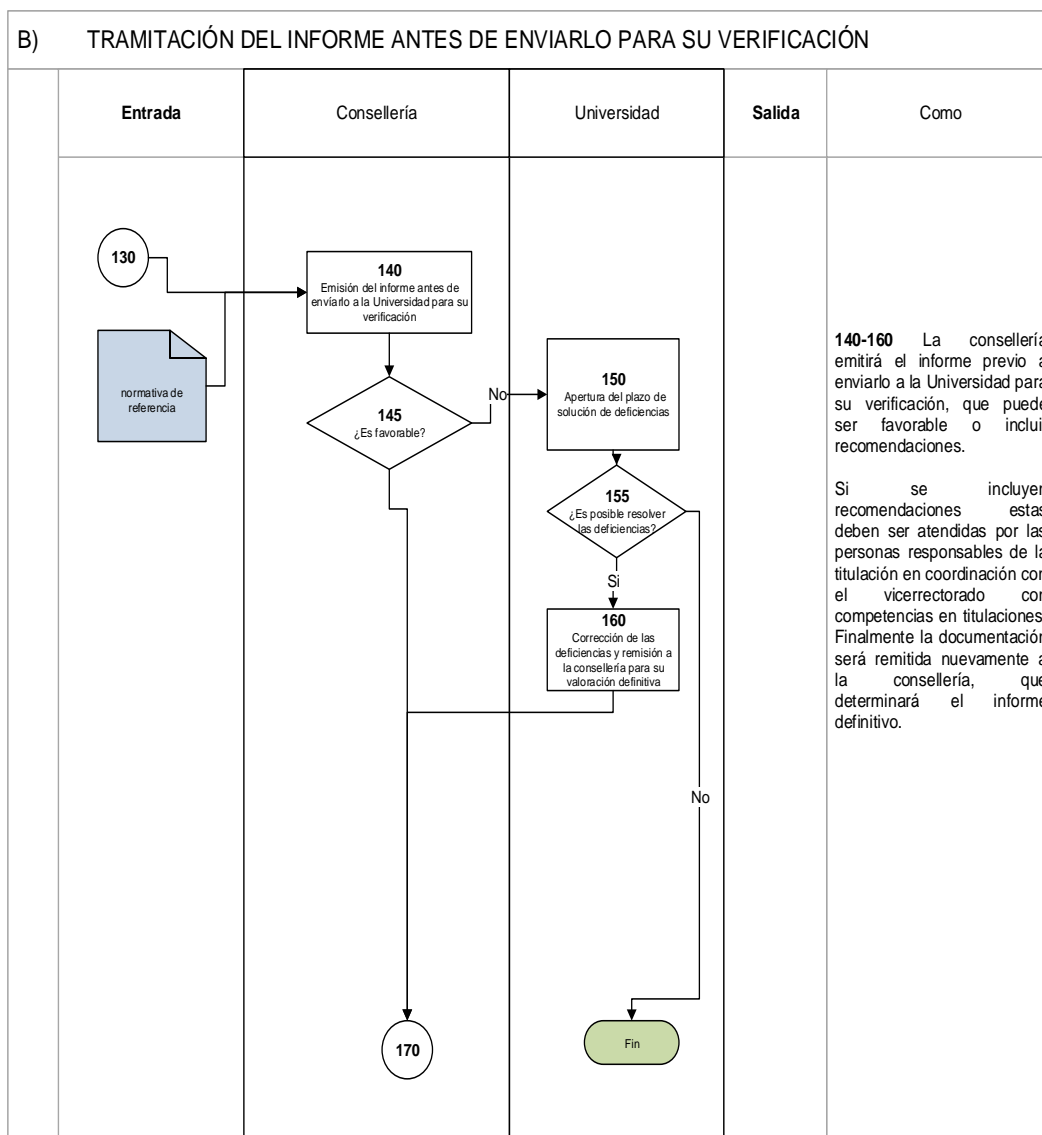 B) TRAMITACIÓN DEL INFORME ANTES DE ENVIARLO PARA SU VERIFICACIÓN
Entrada
Consellería
Universidad
Salida
Como
130
normativa de
referencia
140
Emisión del informe antes de
envíarlo a la Universidad para su
verificación
145
¿Es favorable?
No
150
Apertura del plazo de
solución de deficiencias
155
¿Es posible resolver
las deficiencias?
Si
160
Corrección de las
deficiencias y remisión a
la consellería para su
valoración definitiva
No
170
Fin
140-160 La consellería
emitirá el informe previo a
enviarlo a la Universidad para
su verificación, que puede
ser favorable o inclui
recomendaciones.
Si se incluyen
recomendaciones estas
deben ser atendidas por las
personas responsables de la
titulación en coordinación con
el vicerrectorado con
competencias en titulaciones
Finalmente la documentación
será remitida nuevamente a
la consellería, que
determinará el informe
definitivo.